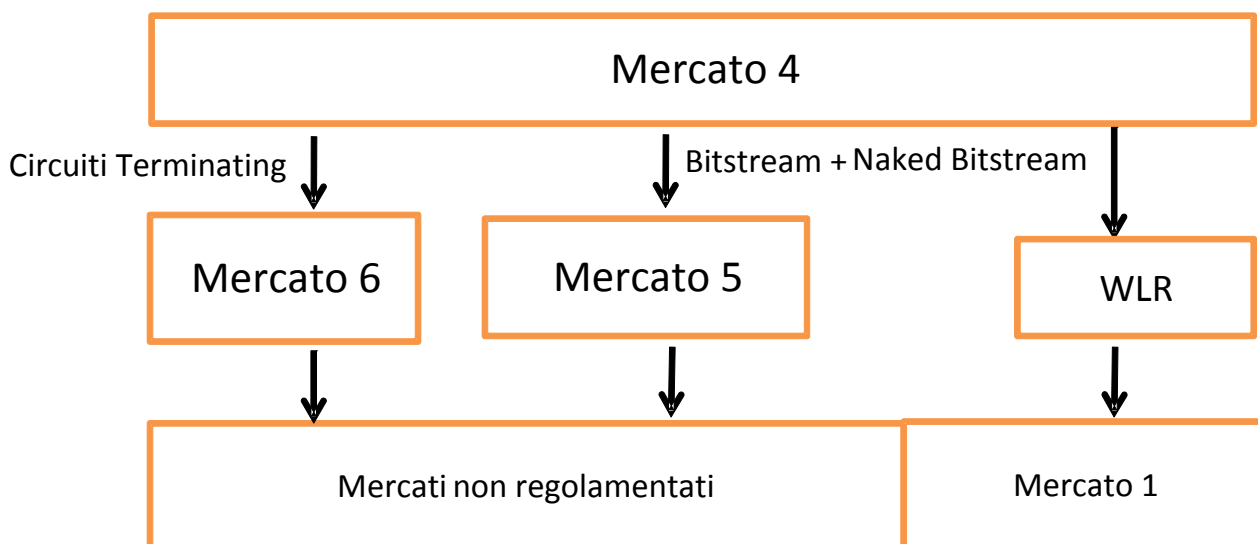 Mercato 4
Circuiti Terminating
Bitstream + Naked Bitstream
Mercato 6
Mercato 5
WLR
Mercati non regolamentati
Mercato 1